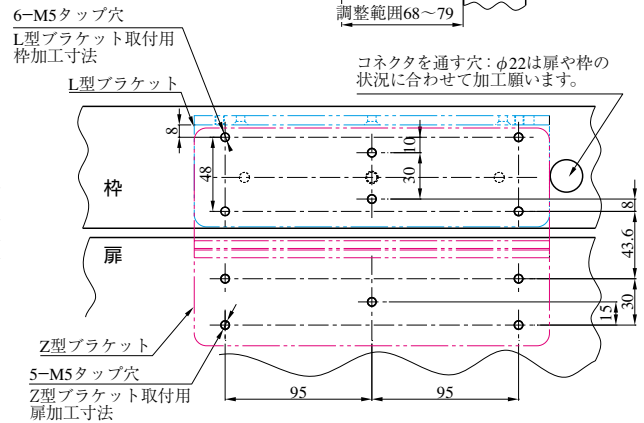 調整範囲68～79
6-M5タップ穴
L型ブラケット取付用
枠加工寸法
L型ブラケット
コネクタを通す穴：φ22は扉や枠の
状況に合わせて加工願います。
8
10
48
30
枠
8
扉
43.6
30
15
Z型ブラケット
5-M5タップ穴
Z型ブラケット取付用
扉加工寸法
95
95